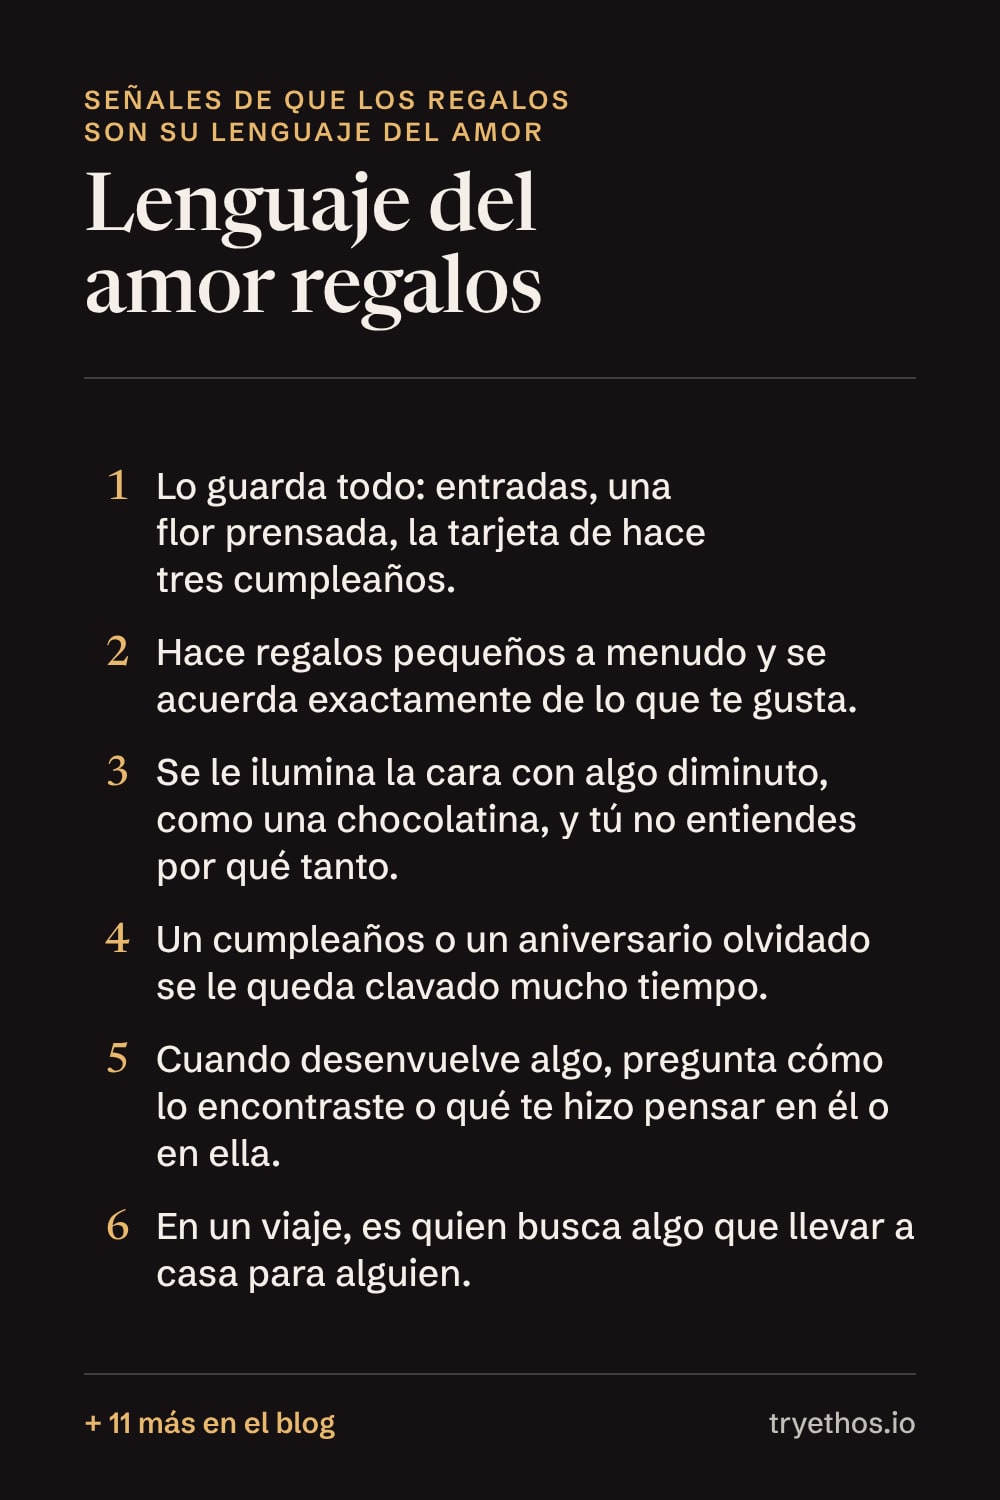 SEÑALES DE QUE LOS REGALOS
SON SU LENGUAJE DEL AMOR
Lenguaje del
amor regalos
1 Lo guarda todo: entradas, una
flor prensada, la tarjeta de hace
tres cumpleaños.
2 Hace regalos pequeños a menudo y se
acuerda exactamente de lo que te gusta.
3 Se le ilumina la cara con algo diminuto,
como una chocolatina, y tú no entiendes
por qué tanto.
4 Un cumpleaños o un aniversario olvidado
se le queda clavado mucho tiempo.
5 Cuando desenvuelve algo, pregunta cómo
lo encontraste o qué te hizo pensar en él o
en ella.
6 En un viaje, es quien busca algo que llevar a
casa para alguien.
+ 11 más en el blog
tryethos.io